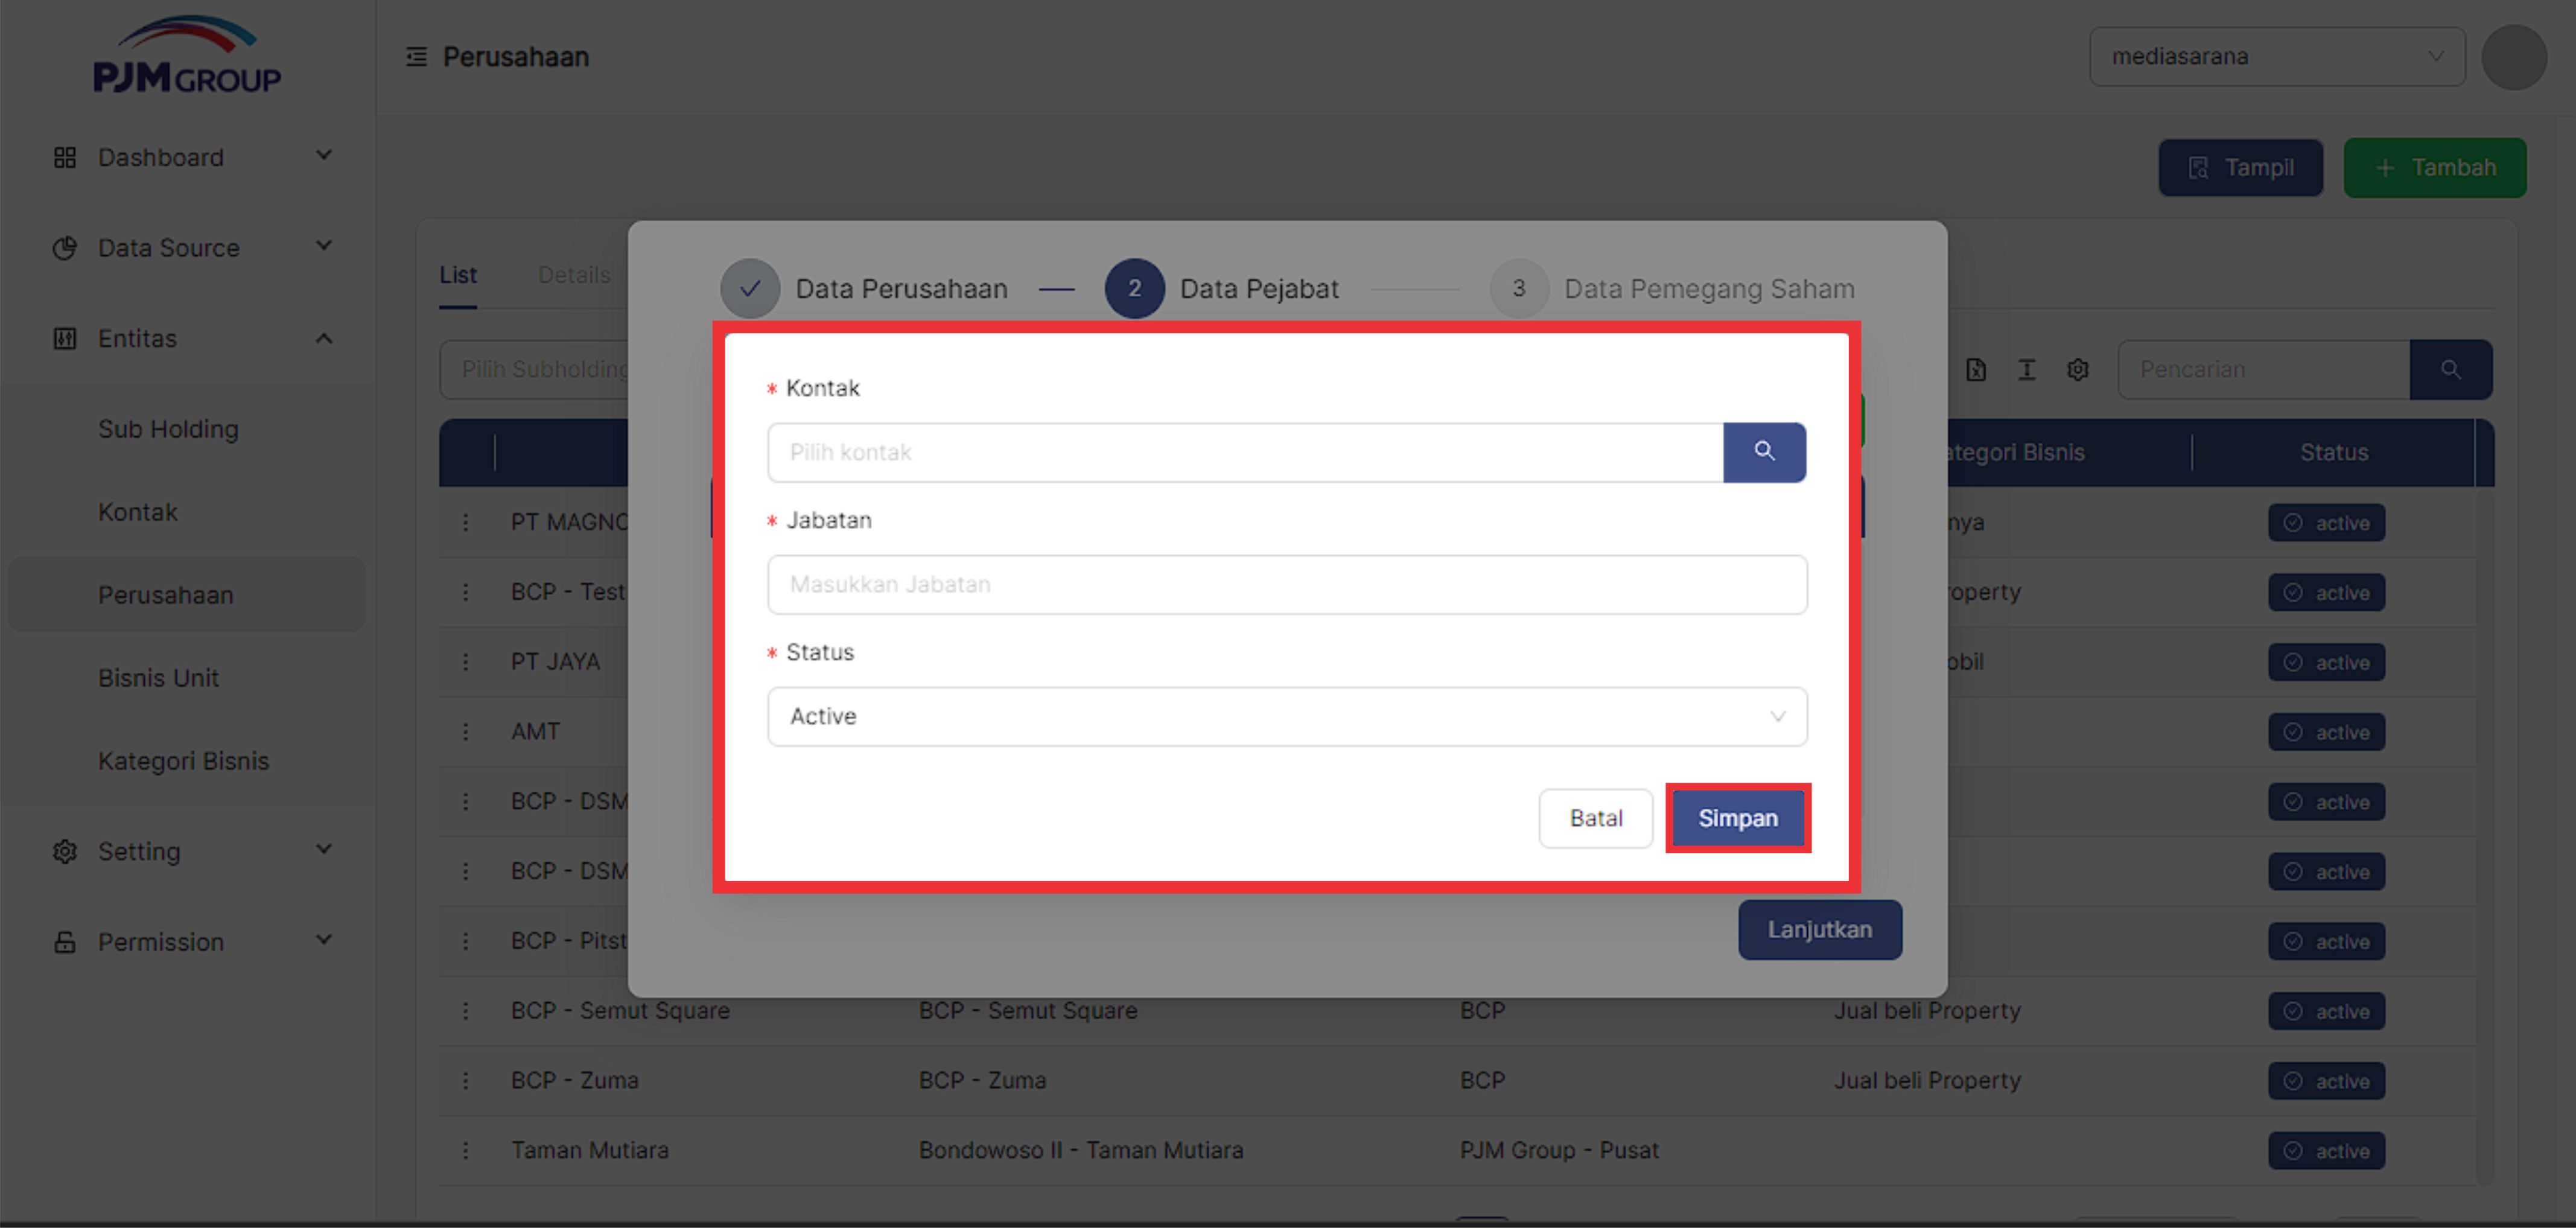 PJM GROUP
Perusahaan
mediasarana
Dashboard
Data Source
Entitas
Sub Holding
Kontak
Perusahaan
Bisnis Unit
Kategori Bisnis
Setting
Permission
Tampil
+ Tambah
List
Details
Pilih Subholding
Pencarian
ategori Bisnis
Status
Data Perusahaan
2 Data Pejabat
3 Data Pemegang Saham
* Kontak
Pilih kontak
* Jabatan
Masukkan Jabatan
* Status
Active
Batal
Simpan
Lanjutkan
PT MAGNO
nya
active
BCP - Test
roperty
active
PT JAYA
obil
active
AMT
active
BCP - DSM
active
BCP - DSM
active
BCP - Pitst
active
BCP - Semut Square
BCP - Semut Square
BCP
Jual beli Property
active
BCP - Zuma
BCP - Zuma
BCP
Jual beli Property
active
Taman Mutiara
Bondowoso II - Taman Mutiara
PJM Group - Pusat
active